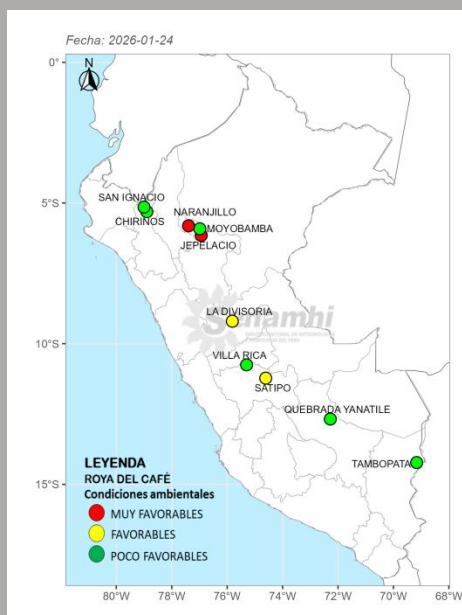 Fecha: 2026-01-24
N
0°
SAN IGNACIO
CHIRINOS
NARANJILLO
MOYOBAMBA
JEPELACIO
5°S
LA DIVISORIA
Senamhi
10°S
VILLA RICA
SATIPO
QUEBRADA YANATILE
TAMBOPATA
15°S
LEYENDA
ROYA DEL CAFÉ
Condiciones ambientales
MUY FAVORABLES
FAVORABLES
POCO FAVORABLES
80°W 78°W 76°W 74°W 72°W 70°W 68°W